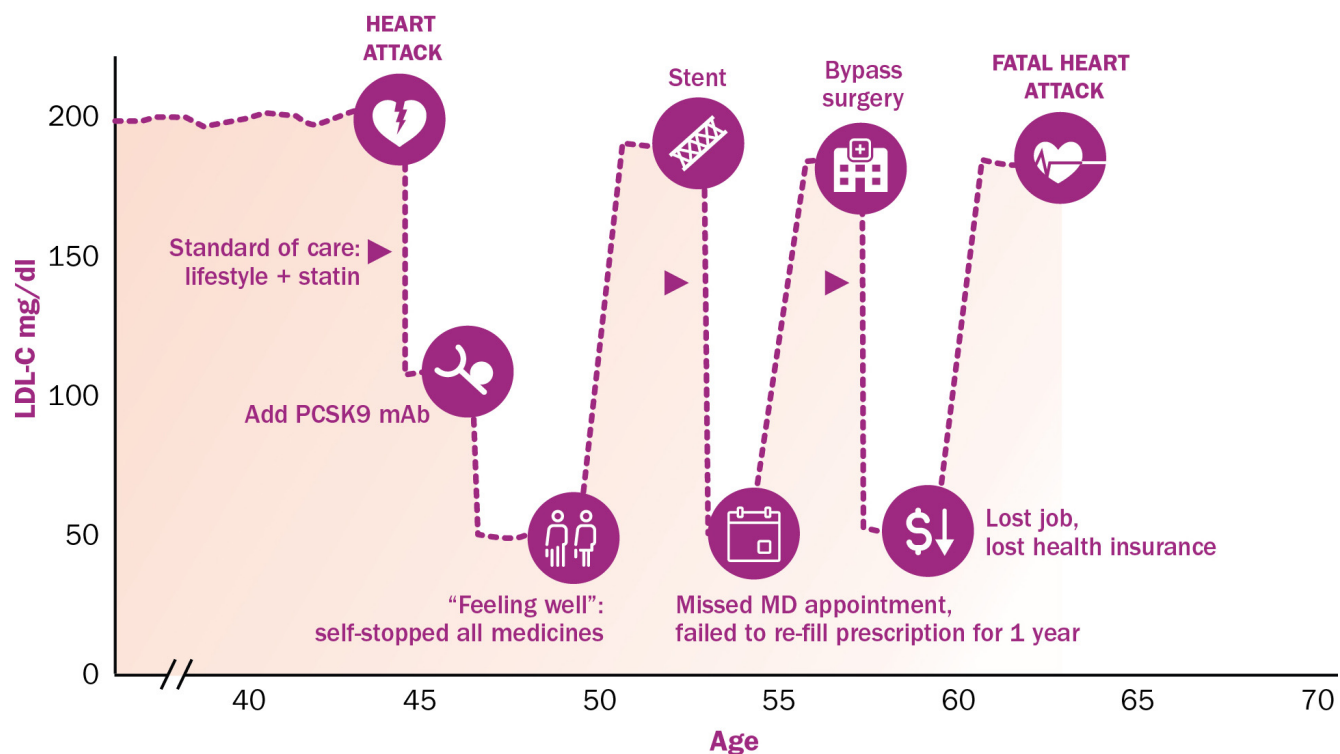 HEART
ATTACK
Stent
Bypass
surgery
FATAL HEART
ATTACK
200
150
100
50
0
LDL-C mg/dl
Standard of care:
lifestyle + statin
Add PCSK9 mAb
$
Lost job,
lost health insurance
“Feeling well”:
self-stopped all medicines
Missed MD appointment,
failed to re-fill prescription for 1 year
40
45
50
55
60
65
70
Age